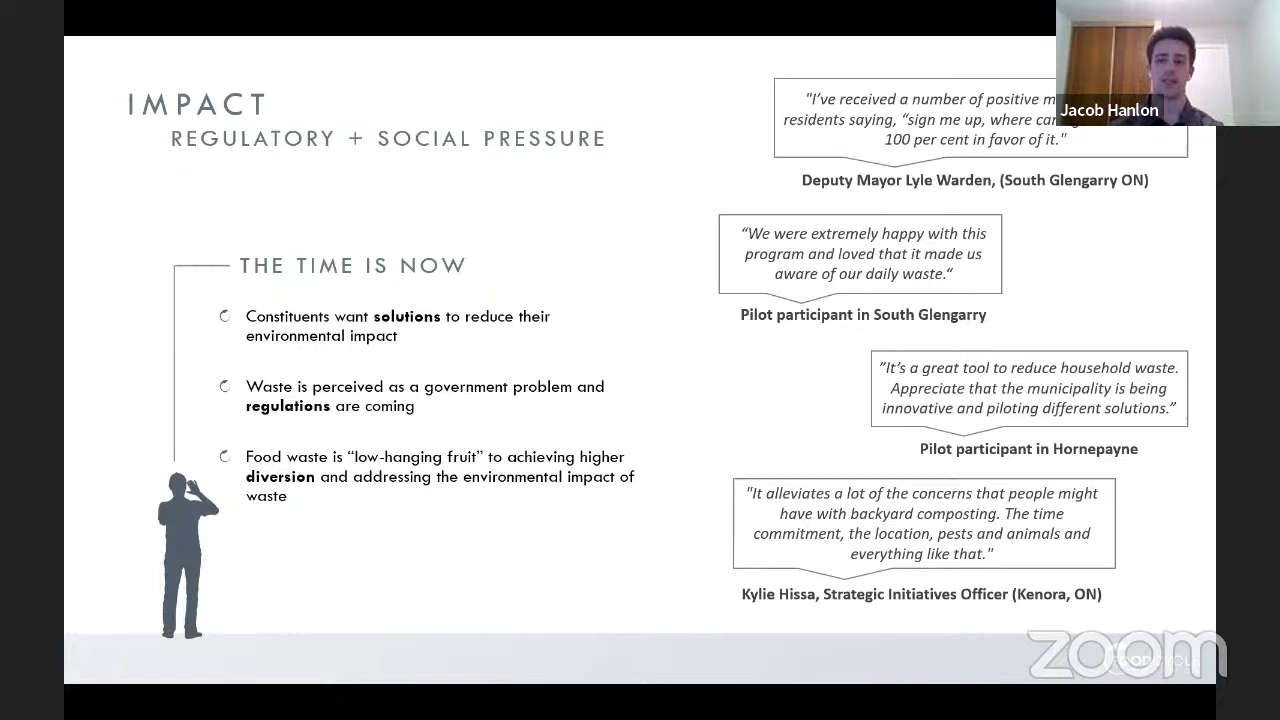 IMPACT
REGULATORY + SOCIAL PRESSURE
THE TIME IS NOW
Constituents want solutions to reduce their
environmental impact
Waste is perceived as a government problem and
regulations are coming
Food waste is “low-hanging fruit” to achieving higher
diversion and addressing the environmental impact of
waste
"I’ve received a number of positive
residents saying, “sign me up, where
100 per cent in favor of it."
Deputy Mayor Lyle Warden, (South Glengarry ON)
“We were extremely happy with this
program and loved that it made us
aware of our daily waste.“
Pilot participant in South Glengarry
”It’s a great tool to reduce household waste.
Appreciate that the municipality is being
innovative and piloting different solutions.”
Pilot participant in Hornepayne
"It alleviates a lot of the concerns that people might
have with backyard composting. The time
commitment, the location, pests and animals and
everything like that."
Kylie Hissa, Strategic Initiatives Officer (Kenora, ON)
Jacob Hanlon
zoom
FOODCYCLE